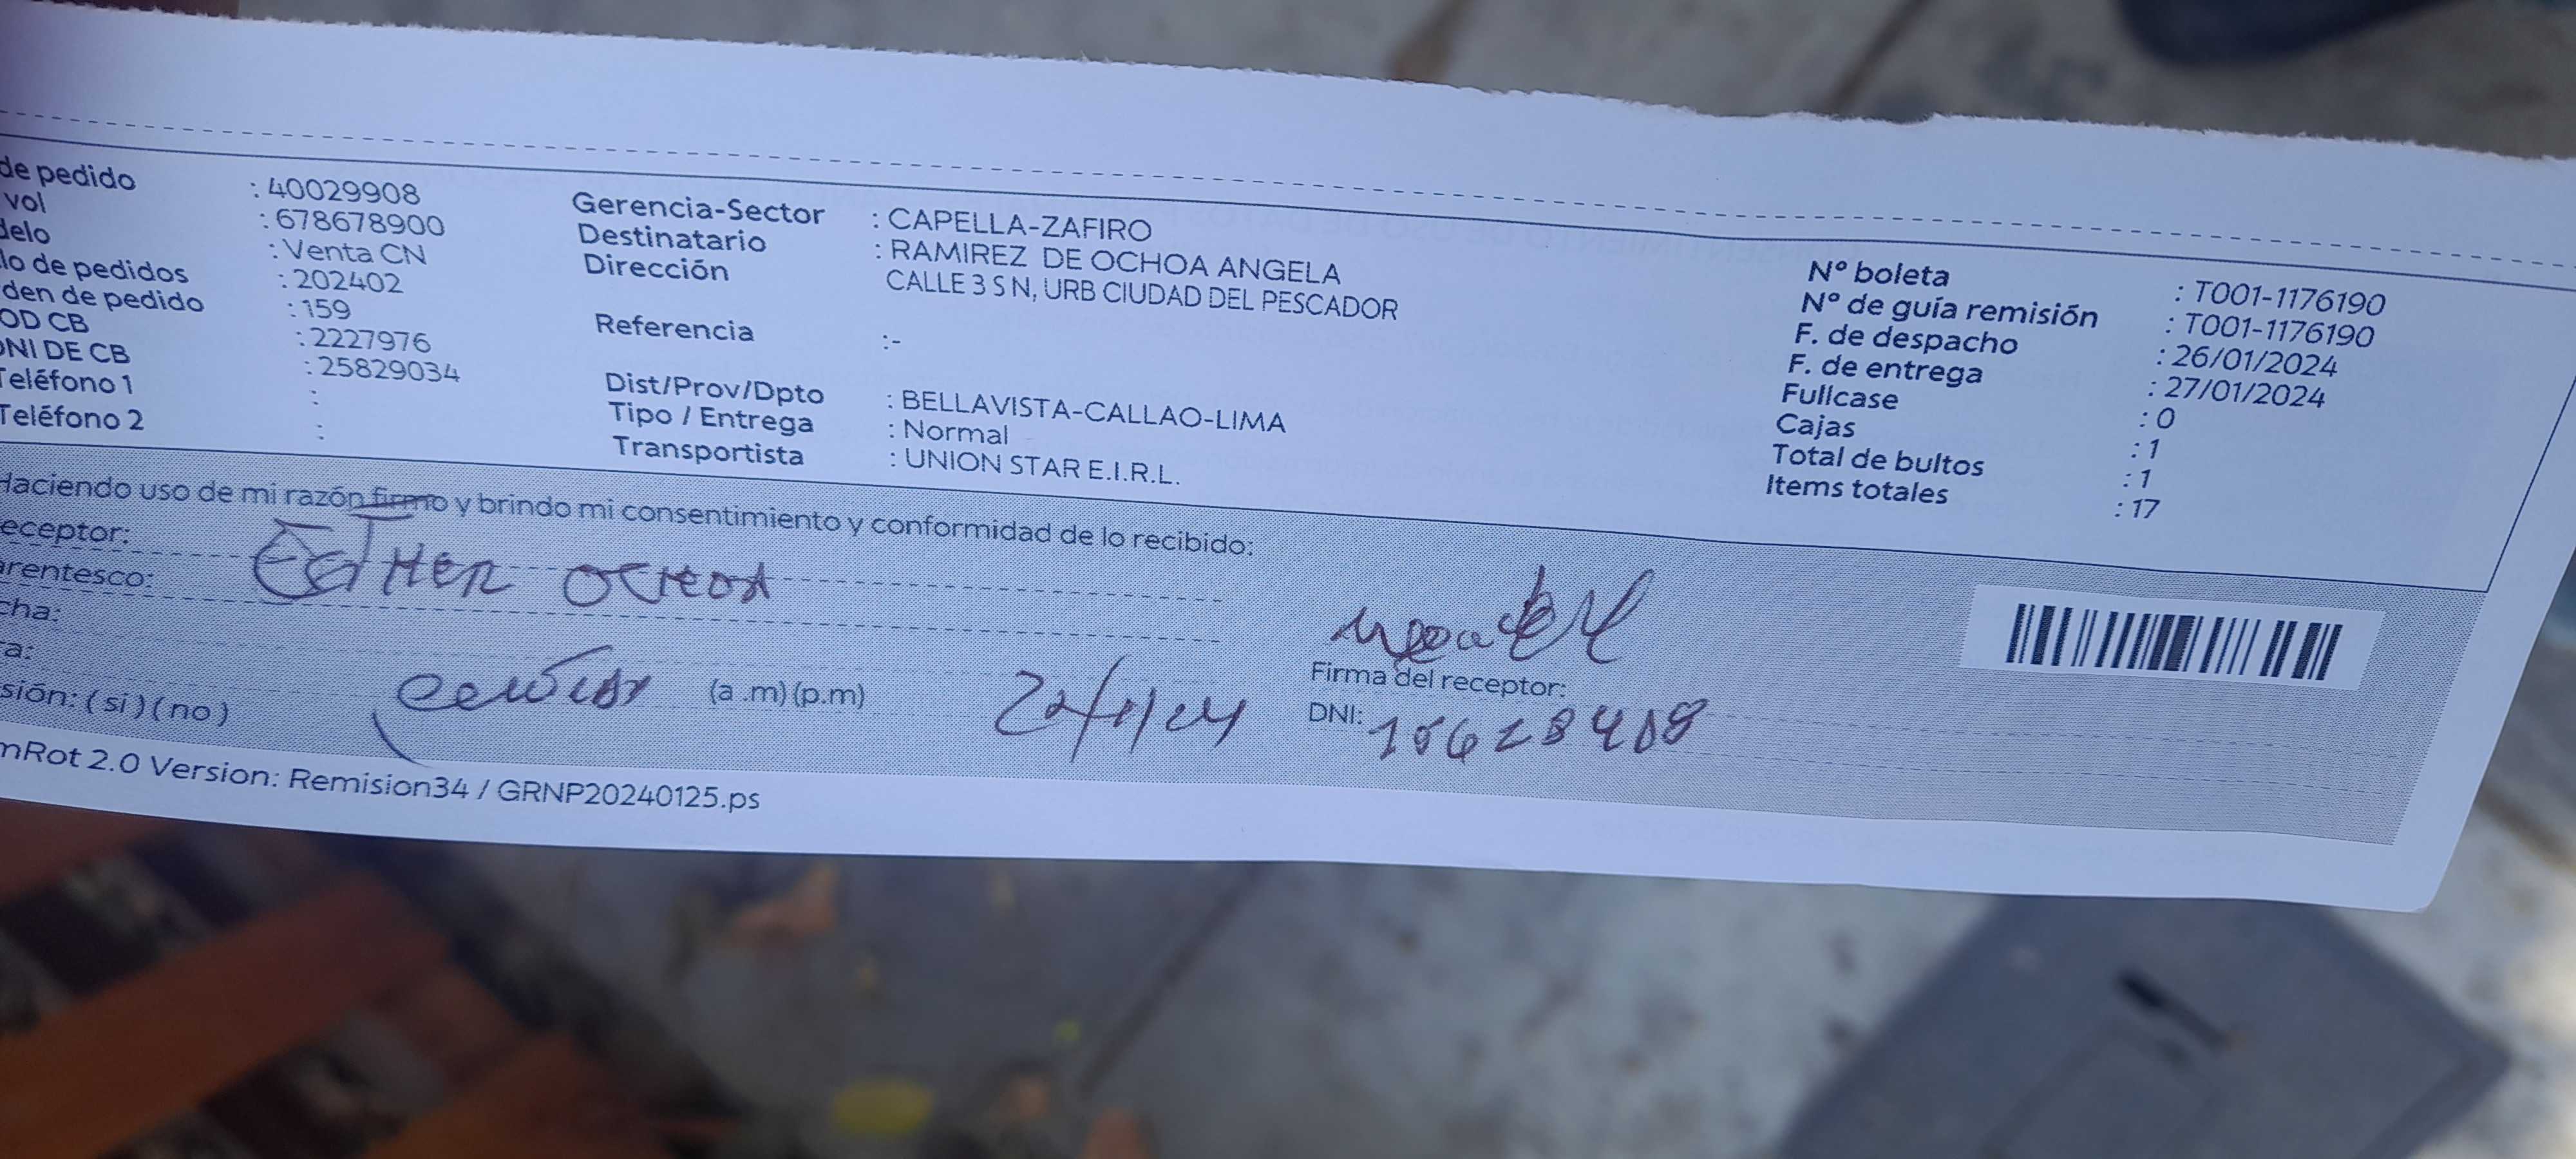 de pedido : 40029908
vol : 678678900
delo : Venta CN
lo de pedidos : 202402
den de pedido : 159
OD CB : 2227976
DNI DE CB : 25829034
Teléfono 1 :
Teléfono 2 :
Gerencia-Sector : CAPELLA-ZAFIRO
Destinatario : RAMIREZ DE OCHOA ANGELA
Dirección CALLE 3 S N, URB CIUDAD DEL PESCADOR
Referencia :-
Dist/Prov/Dpto : BELLAVISTA-CALLAO-LIMA
Tipo / Entrega : Normal
Transportista : UNION STAR E.I.R.L.
Nº boleta : T001-1176190
Nº de guía remisión : T001-1176190
F. de despacho : 26/01/2024
F. de entrega : 27/01/2024
Fullcase : 0
Cajas : 1
Total de bultos : 1
Items totales : 17
Haciendo uso de mi razón firmo y brindo mi consentimiento y conformidad de lo recibido:
eceptor: ESTHER OCHOA
arentesco:
cha:
ra: (a .m) (p.m)
sión: ( si ) ( no )
Firma del receptor:
DNI:
mRot 2.0 Version: Remision34 / GRNP20240125.ps